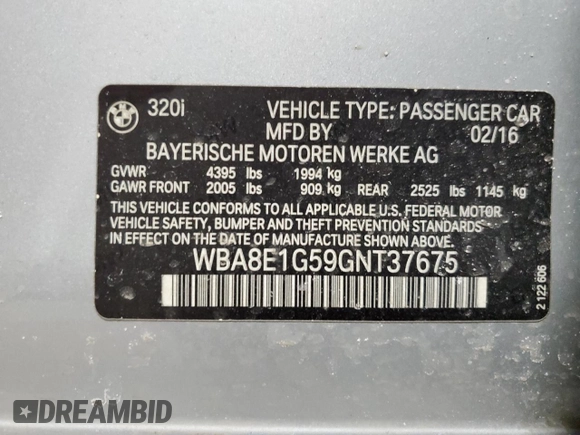 BMW
320i VEHICLE TYPE: PASSENGER CAR
MFD BY 02/16
BAYERISCHE MOTOREN WERKE AG
GVWR 4395 lbs 1994 kg
GAWR FRONT 2005 lbs 909 kg REAR 2525 lbs 1145 kg
THIS VEHICLE CONFORMS TO ALL APPLICABLE U.S. FEDERAL MOTOR
VEHICLE SAFETY, BUMPER AND THEFT PREVENTION STANDARDS
IN EFFECT ON THE DATE OF MANUFACTURE SHOWN ABOVE.
WBA8E1G59GNT37675
2 122 606
DREAMBID